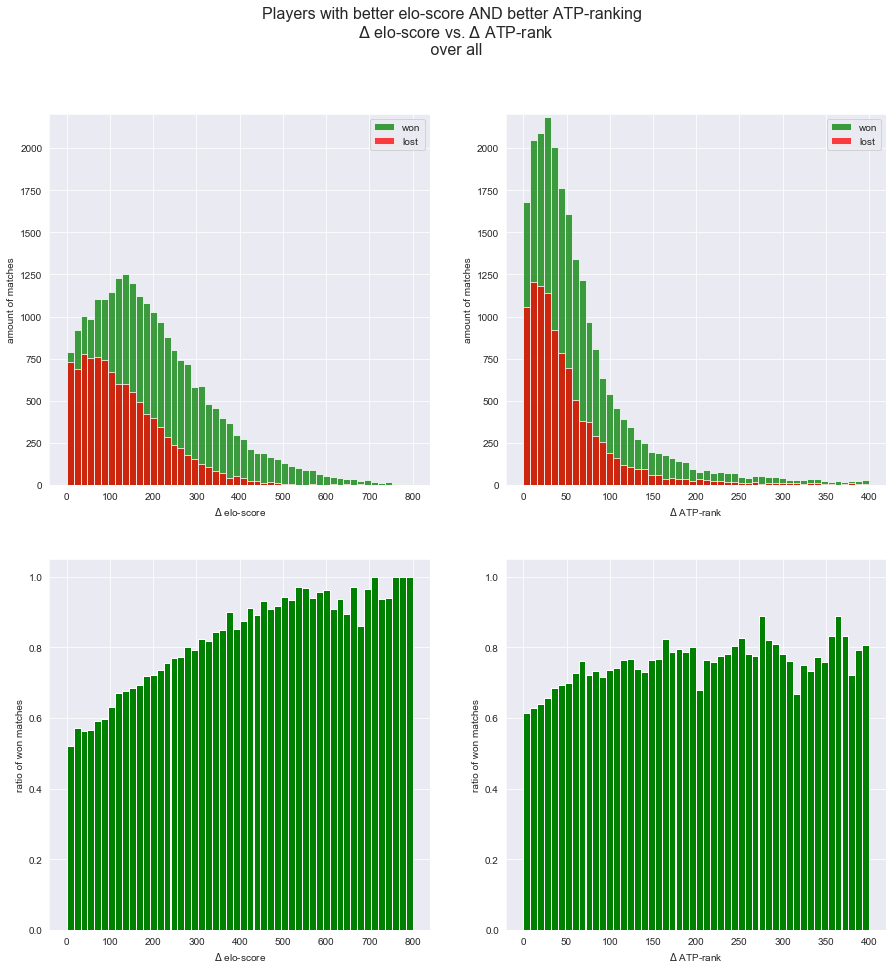 Players with better elo-score AND better ATP-ranking
Δ elo-score vs. Δ ATP-rank
over all
won
lost
2000
1750
1500
1250
1000
750
500
250
0
amount of matches
0 100 200 300 400 500 600 700 800
Δ elo-score
won
lost
2000
1750
1500
1250
1000
750
500
250
0
amount of matches
0 50 100 150 200 250 300 350 400
Δ ATP-rank
1.0
0.8
0.6
0.4
0.2
0.0
ratio of won matches
0 100 200 300 400 500 600 700 800
Δ elo-score
1.0
0.8
0.6
0.4
0.2
0.0
ratio of won matches
0 50 100 150 200 250 300 350 400
Δ ATP-rank